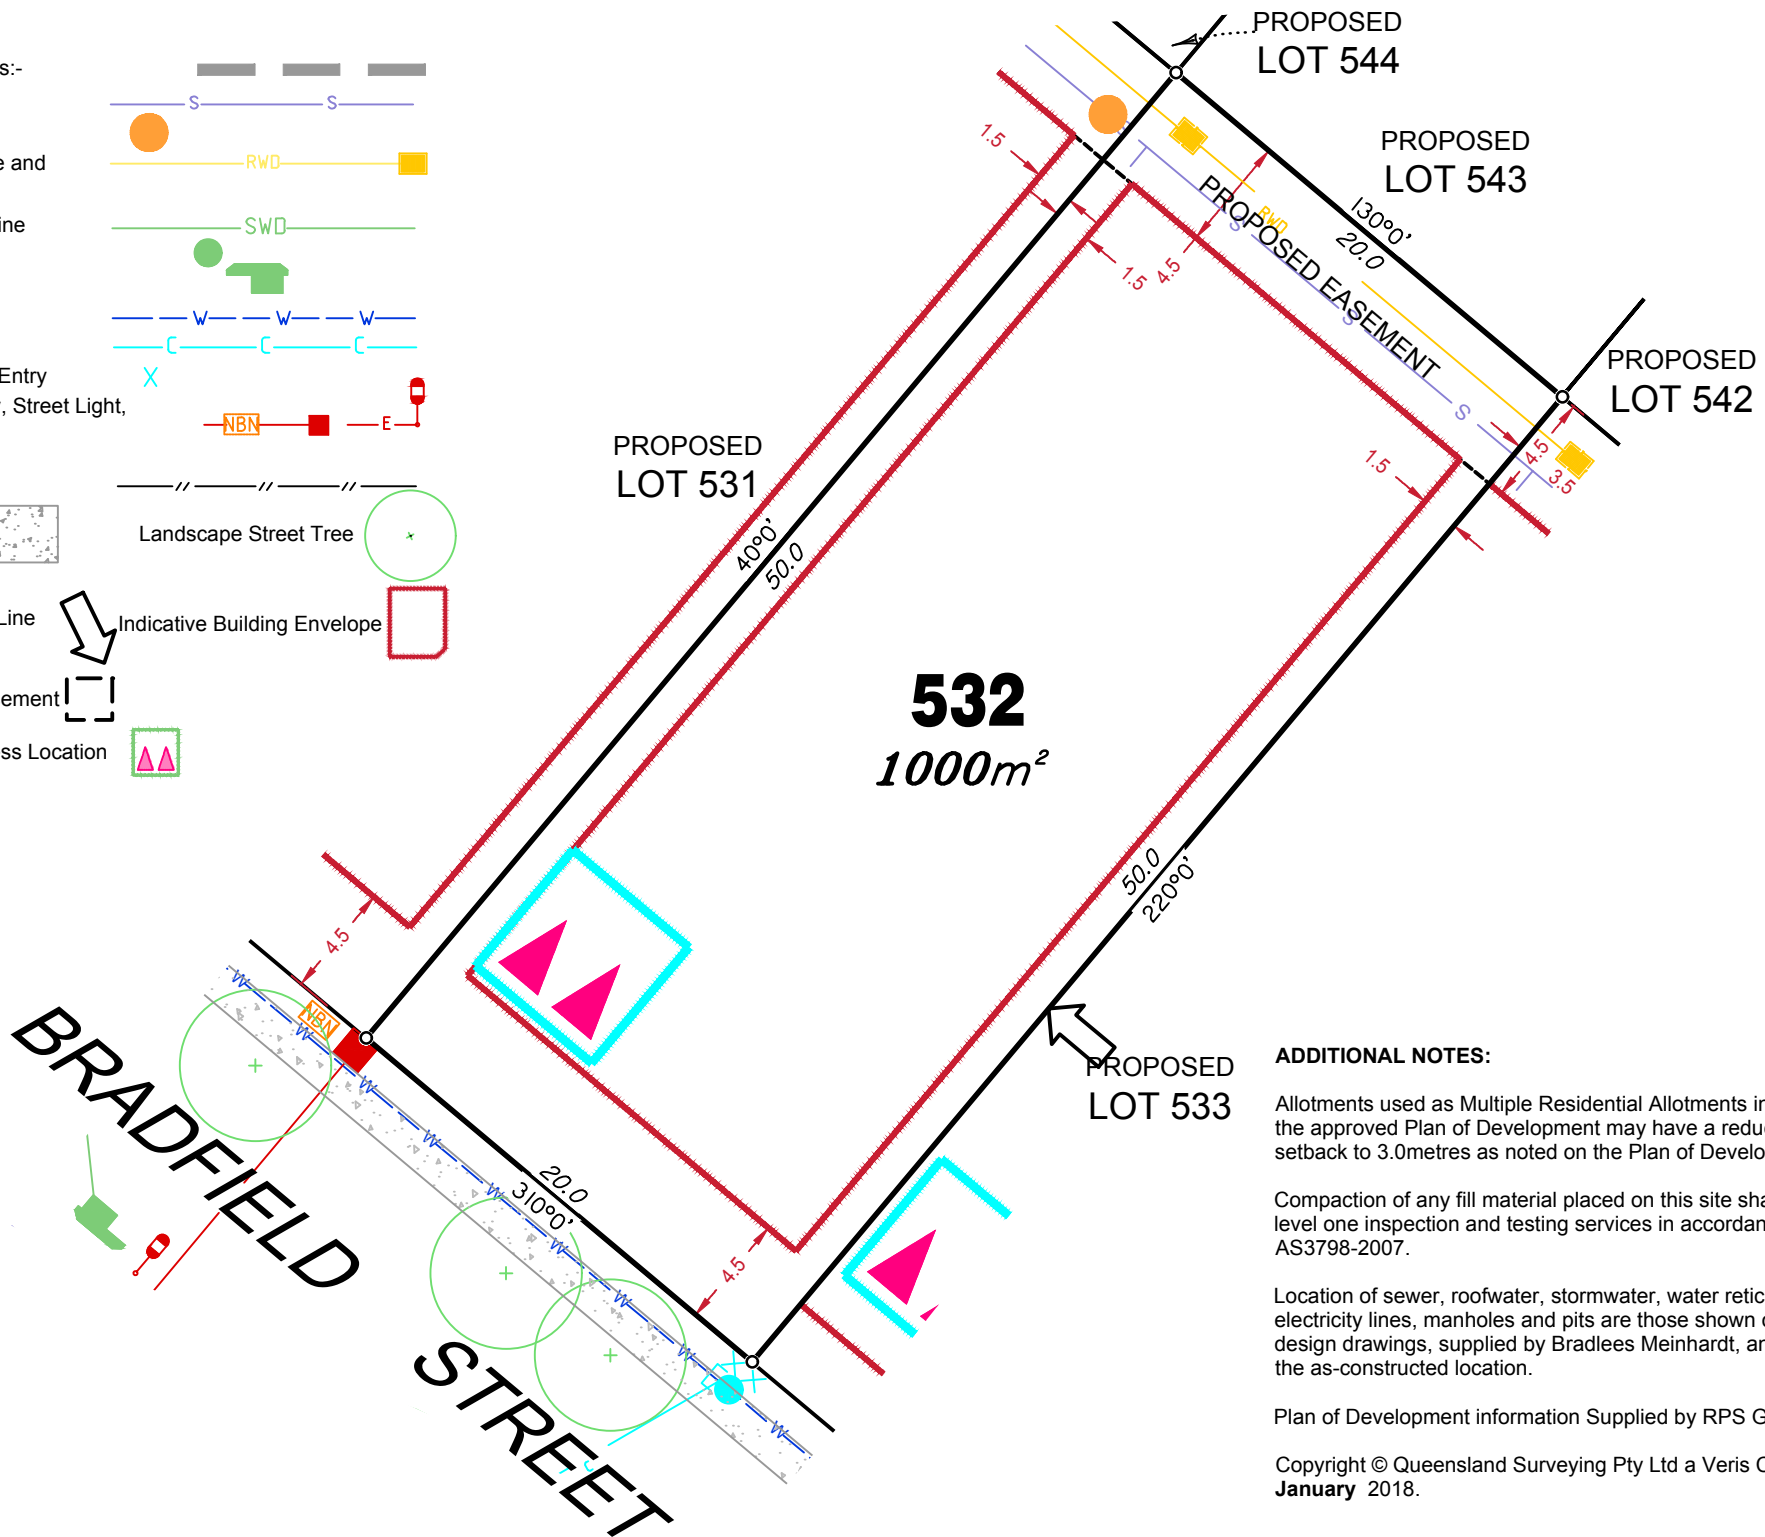 s:-
S S
e and
RWD
ine
SWD
W W W
C C C
Entry
X
, Street Light,
NBN E
Landscape Street Tree
Line
Indicative Building Envelope
ement
ss Location
PROPOSED
LOT 544
PROPOSED
LOT 543
PROPOSED
LOT 542
PROPOSED
LOT 531
PROPOSED
LOT 533
PROPOSED EASEMENT
RWD
S
S
S
130°0'
20.0
1.5
1.5
4.5
1.5
4.5
3.5
40°0'
50.0
532
1000m²
50.0
220°0'
4.5
4.5
20.0
310°0'
NBN
W
W
W
W
W
W
W
W
W
BRADFIELD
STREET
ADDITIONAL NOTES:
Allotments used as Multiple Residential Allotments in
the approved Plan of Development may have a redu
setback to 3.0metres as noted on the Plan of Develo
Compaction of any fill material placed on this site sha
level one inspection and testing services in accordan
AS3798-2007.
Location of sewer, roofwater, stormwater, water retic
electricity lines, manholes and pits are those shown
design drawings, supplied by Bradlees Meinhardt, ar
the as-constructed location.
Plan of Development information Supplied by RPS G
Copyright © Queensland Surveying Pty Ltd a Veris C
January 2018.